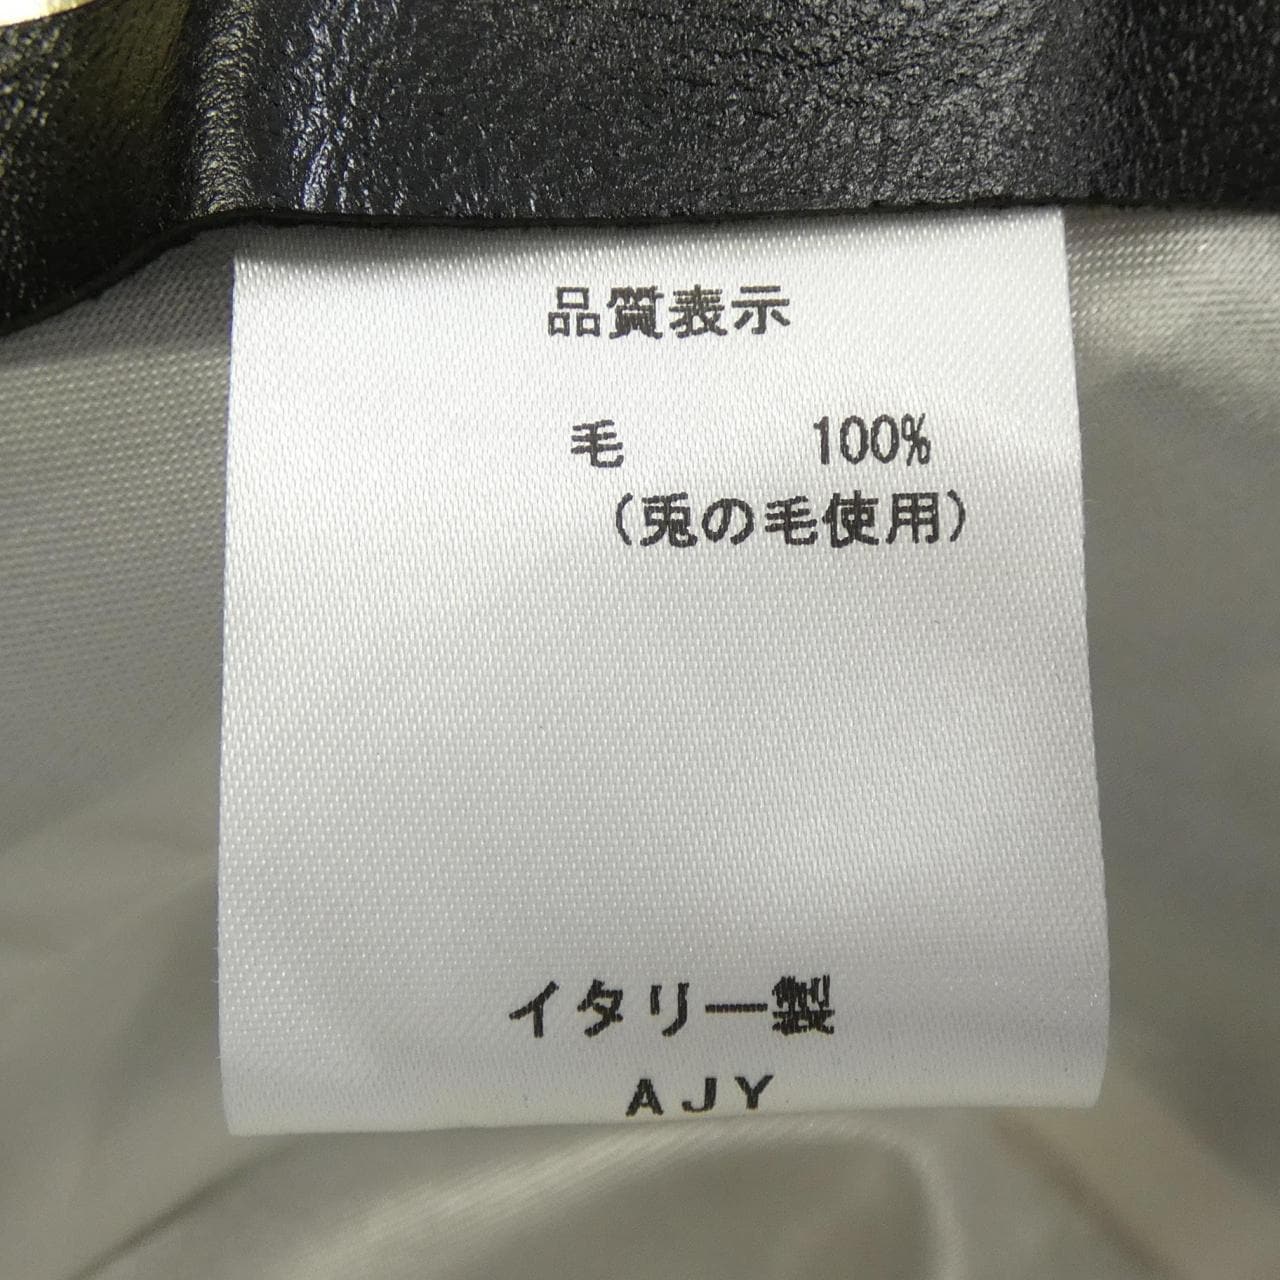 品質表示
毛 100%
(兎の毛使用)
イタリー製
AJY